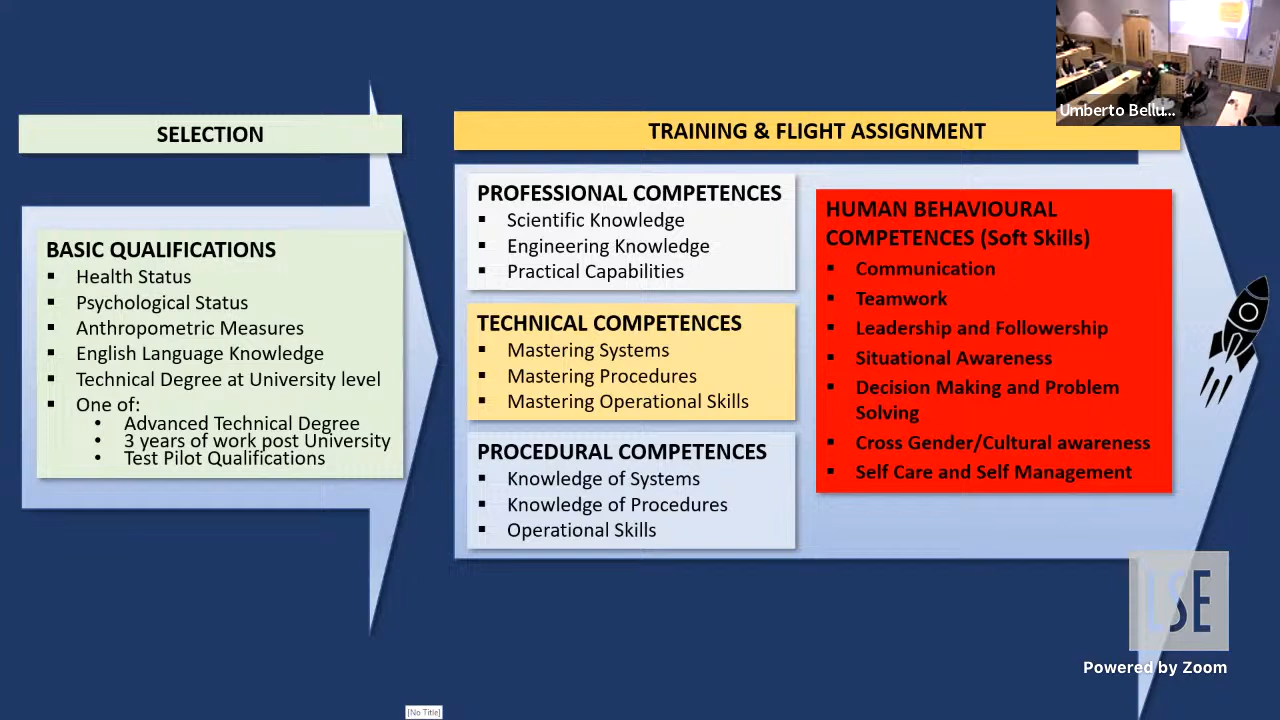 Umberto Bellu...
SELECTION
TRAINING & FLIGHT ASSIGNMENT
BASIC QUALIFICATIONS
Health Status
Psychological Status
Anthropometric Measures
English Language Knowledge
Technical Degree at University level
One of:
Advanced Technical Degree
3 years of work post University
Test Pilot Qualifications
PROFESSIONAL COMPETENCES
Scientific Knowledge
Engineering Knowledge
Practical Capabilities
TECHNICAL COMPETENCES
Mastering Systems
Mastering Procedures
Mastering Operational Skills
PROCEDURAL COMPETENCES
Knowledge of Systems
Knowledge of Procedures
Operational Skills
HUMAN BEHAVIOURAL
COMPETENCES (Soft Skills)
Communication
Teamwork
Leadership and Followership
Situational Awareness
Decision Making and Problem
Solving
Cross Gender/Cultural awareness
Self Care and Self Management
LSE
Powered by Zoom
[No Title]